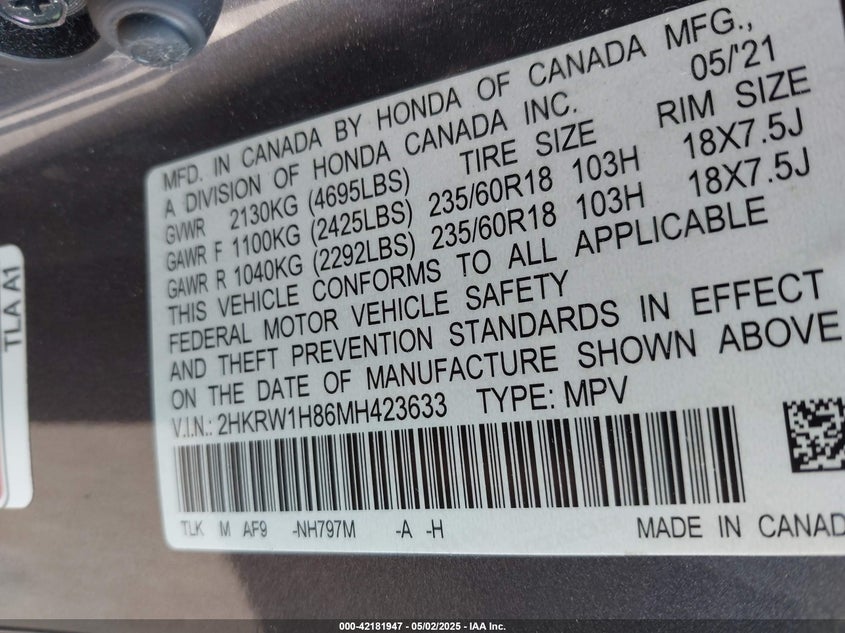 MFD. IN CANADA BY HONDA OF CANADA MFG.,
A DIVISION OF HONDA CANADA INC. 05/'21
GVWR 2130KG (4695LBS) TIRE SIZE RIM SIZE
GAWR F 1100KG (2425LBS) 235/60R18 103H 18X7.5J
GAWR R 1040KG (2292LBS) 235/60R18 103H 18X7.5J
THIS VEHICLE CONFORMS TO ALL APPLICABLE
FEDERAL MOTOR VEHICLE SAFETY
AND THEFT PREVENTION STANDARDS IN EFFECT
ON THE DATE OF MANUFACTURE SHOWN ABOVE
V.I.N.: 2HKRW1H86MH423633 TYPE: MPV
TLK M AF9 -NH797M -A -H MADE IN CANAD
TLA A1
000-42181947 - 05/02/2025 - IAA Inc.